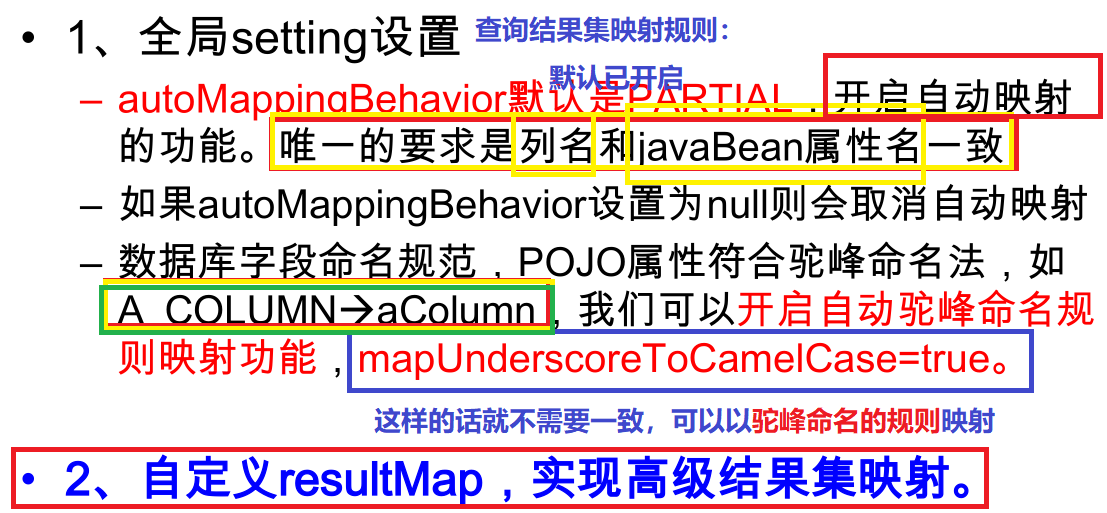 • 1、全局setting设置 查询结果集映射规则：
默认已开启
– autoMappingBehavior默认是PARTIAL，开启自动映射
的功能。唯一的要求是列名和javaBean属性名一致
– 如果autoMappingBehavior设置为null则会取消自动映射
– 数据库字段命名规范，POJO属性符合驼峰命名法，如
A_COLUMN→aColumn，我们可以开启自动驼峰命名规
则映射功能，mapUnderscoreToCamelCase=true。
这样的话就不需要一致，可以以驼峰命名的规则映射
• 2、自定义resultMap，实现高级结果集映射。